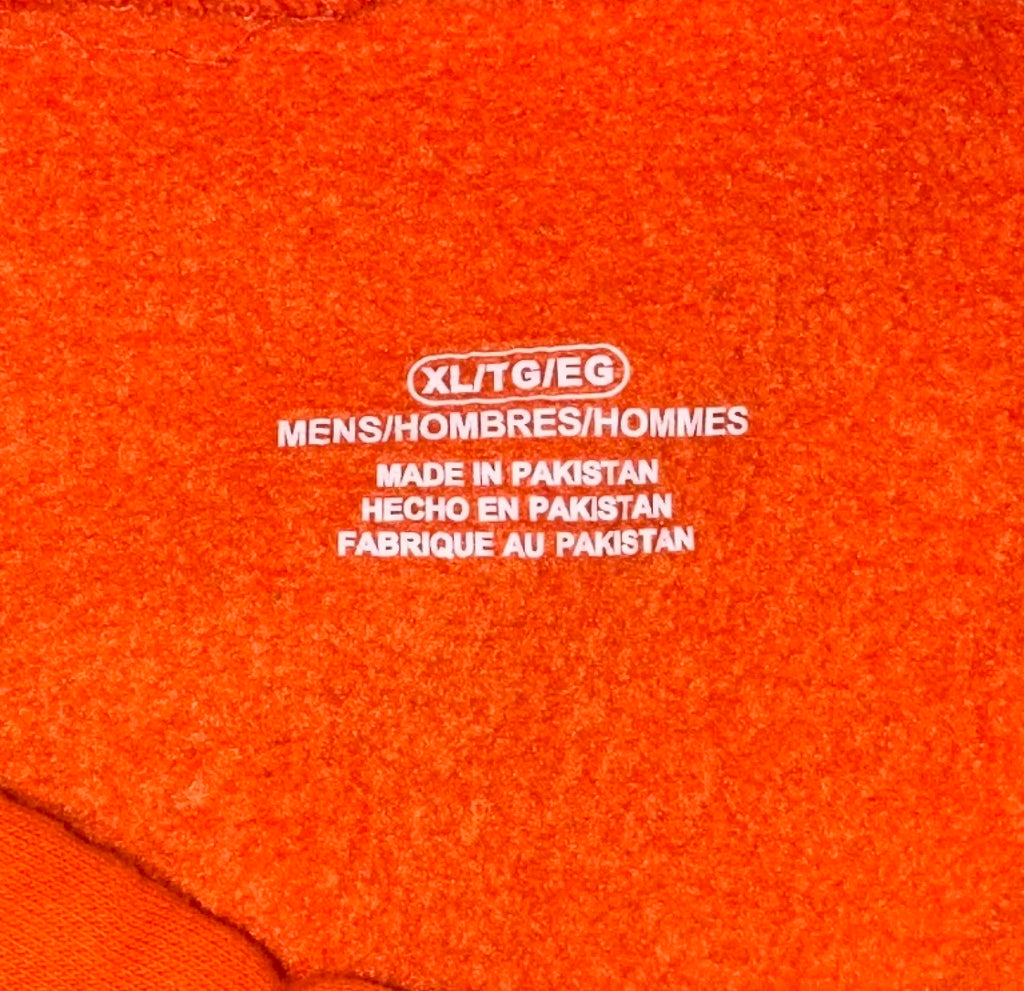 XL/TG/EG
MENS/HOMBRES/HOMMES
MADE IN PAKISTAN
HECHO EN PAKISTAN
FABRIQUE AU PAKISTAN